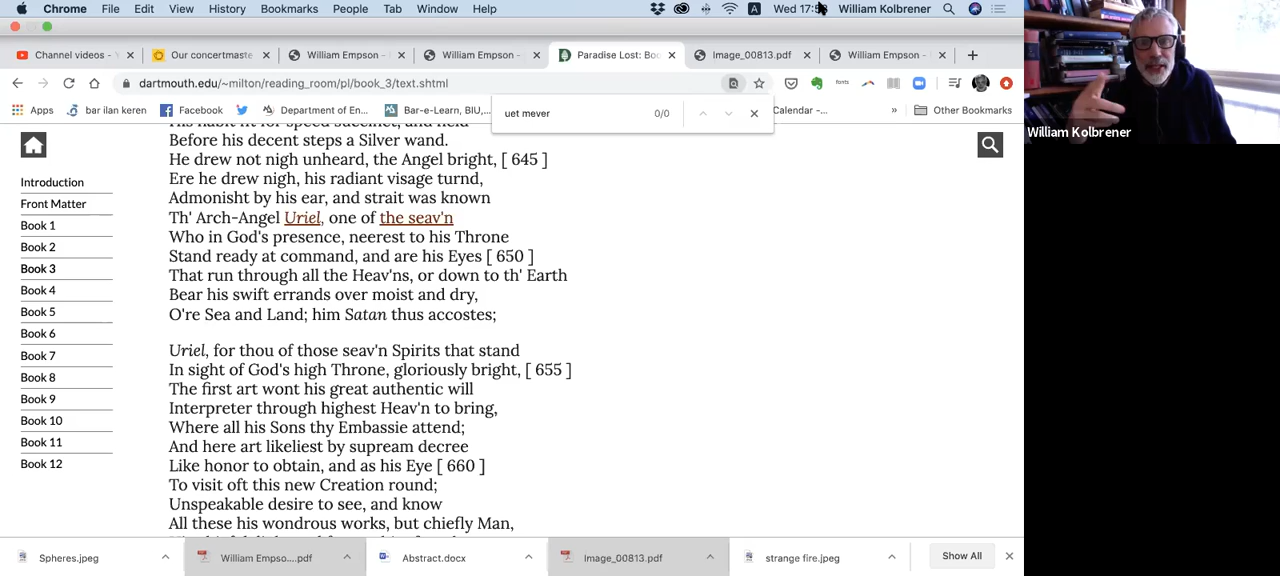 Chrome File Edit View History Bookmarks People Tab Window Help Wed 17:5 William Kolbrener
Channel videos - Our concertmaste William Em William Empson - Paradise Lost: Boo Image_00813.pdf William Empson -
dartmouth.edu/~milton/reading_room/pl/book_3/text.shtml
Apps bar ilan keren Facebook Department of En... Bar-e-Learn, BIU,... Calendar -... » Other Bookmarks
uet mever 0/0
William Kolbrener
Before his decent steps a Silver wand.
He drew not nigh unheard, the Angel bright, [ 645 ]
Ere he drew nigh, his radiant visage turnd,
Admonisht by his ear, and strait was known
Th' Arch-Angel Uriel, one of the seav'n
Who in God's presence, neerest to his Throne
Stand ready at command, and are his Eyes [ 650 ]
That run through all the Heav'ns, or down to th' Earth
Bear his swift errands over moist and dry,
O're Sea and Land; him Satan thus accostes;
Uriel, for thou of those seav'n Spirits that stand
In sight of God's high Throne, gloriously bright, [ 655 ]
The first art wont his great authentic will
Interpreter through highest Heav'n to bring,
Where all his Sons thy Embassie attend;
And here art likeliest by supream decree
Like honor to obtain, and as his Eye [ 660 ]
To visit oft this new Creation round;
Unspeakable desire to see, and know
All these his wondrous works, but chiefly Man,
Introduction
Front Matter
Book 1
Book 2
Book 3
Book 4
Book 5
Book 6
Book 7
Book 8
Book 9
Book 10
Book 11
Book 12
Spheres.jpeg William Empso....pdf Abstract.docx Image_00813.pdf strange fire.jpeg Show All